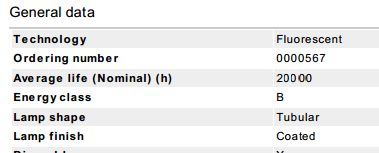 General data
Technology Fluorescent
Ordering number 0000567
Average life (Nominal) (h) 20000
Energy class B
Lamp shape Tubular
Lamp finish Coated